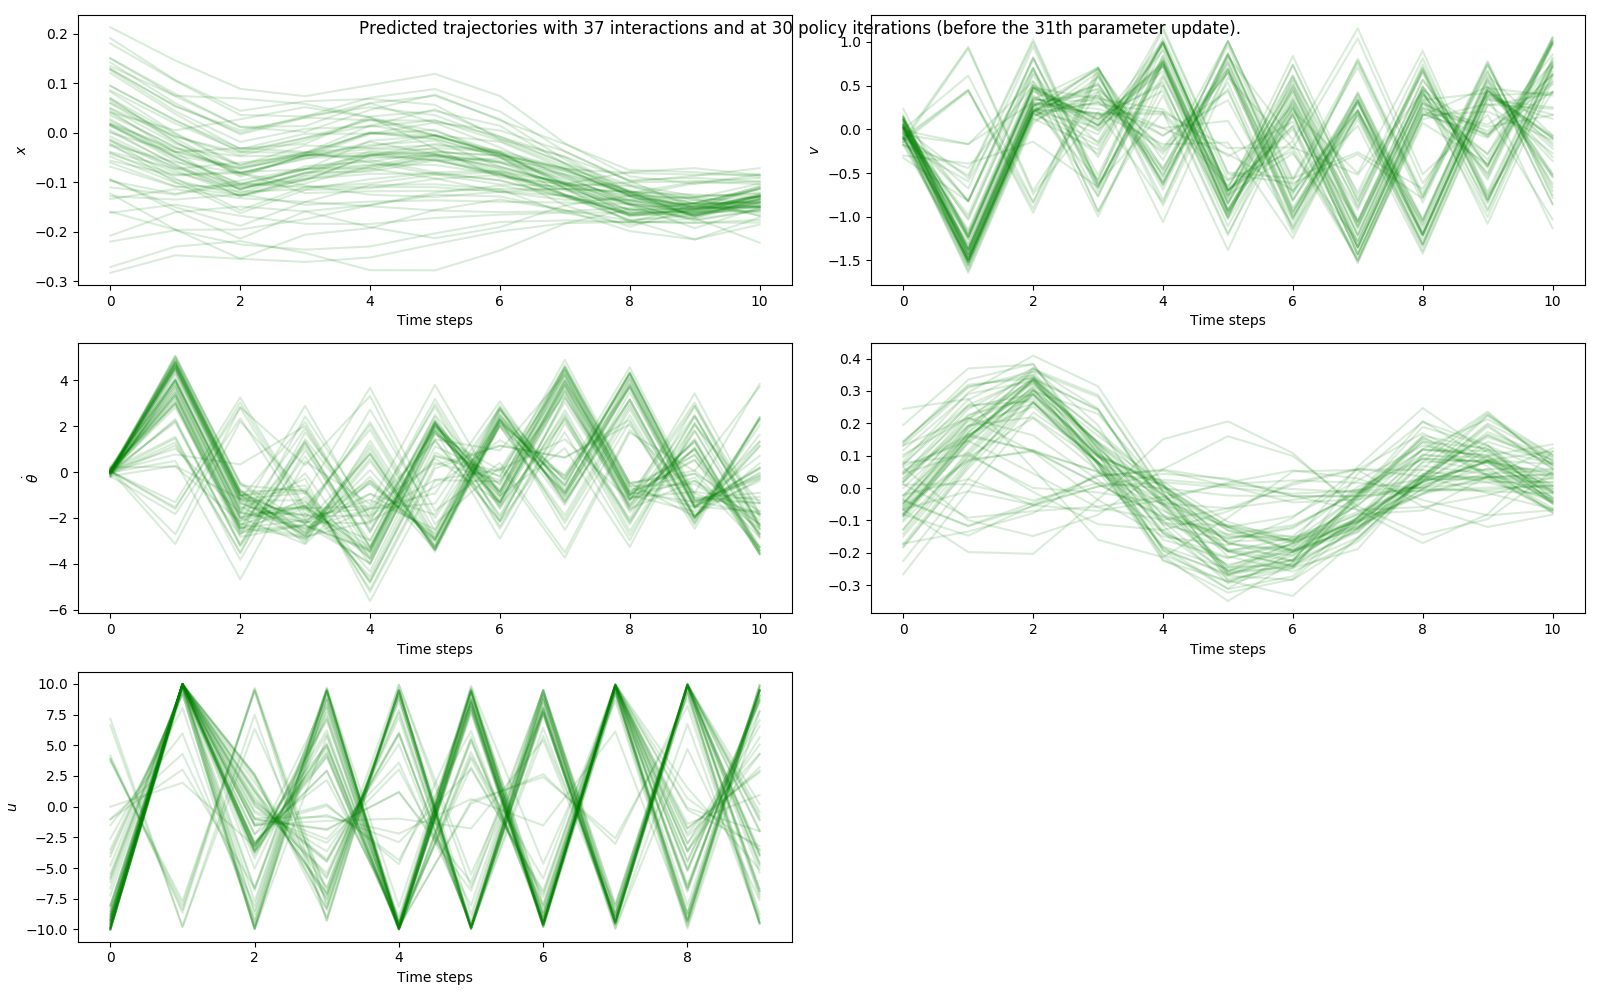 Predicted trajectories with 37 interactions and at 30 policy iterations (before the 31th parameter update).
0.2
0.1
0.0
−0.1
−0.2
−0.3
x
0 2 4 6 8 10
Time steps
1.0
0.5
0.0
−0.5
−1.0
−1.5
v
0 2 4 6 8 10
Time steps
4
2
0
−2
−4
−6
θ̇
0 2 4 6 8 10
Time steps
0.4
0.3
0.2
0.1
0.0
−0.1
−0.2
−0.3
θ
0 2 4 6 8 10
Time steps
10.0
7.5
5.0
2.5
0.0
−2.5
−5.0
−7.5
−10.0
u
0 2 4 6 8
Time steps